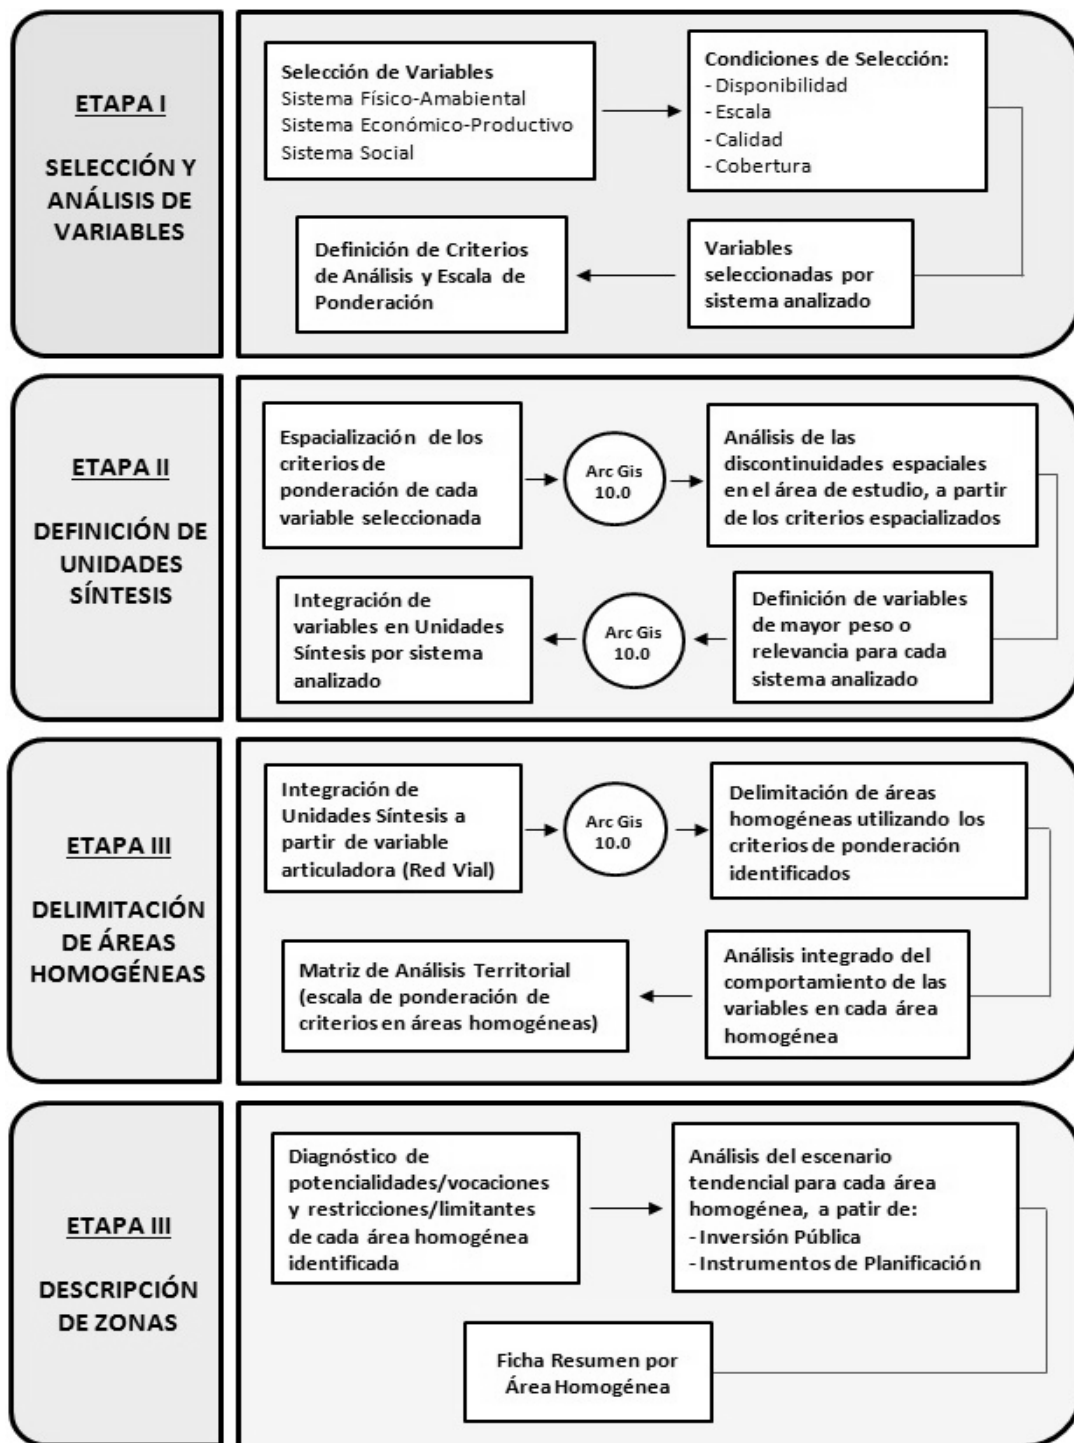 ETAPA I
SELECCIÓN Y
ANÁLISIS DE
VARIABLES
Selección de Variables
Sistema Físico-Amabiental
Sistema Económico-Productivo
Sistema Social
Condiciones de Selección:
- Disponibilidad
- Escala
- Calidad
- Cobertura
Variables
seleccionadas por
sistema analizado
Definición de Criterios
de Análisis y Escala de
Ponderación
ETAPA II
DEFINICIÓN DE
UNIDADES
SÍNTESIS
Espacialización de los
criterios de
ponderación de cada
variable seleccionada
Arc Gis
10.0
Análisis de las
discontinuidades espaciales
en el área de estudio, a partir
de los criterios espacializados
Definición de variables
de mayor peso o
relevancia para cada
sistema analizado
Arc Gis
10.0
Integración de
variables en Unidades
Síntesis por sistema
analizado
ETAPA III
DELIMITACIÓN
DE ÁREAS
HOMOGÉNEAS
Integración de
Unidades Síntesis a
partir de variable
articuladora (Red Vial)
Arc Gis
10.0
Delimitación de áreas
homogéneas utilizando los
criterios de ponderación
identificados
Análisis integrado del
comportamiento de las
variables en cada área
homogénea
Matriz de Análisis Territorial
(escala de ponderación de
criterios en áreas homogéneas)
ETAPA III
DESCRIPCIÓN
DE ZONAS
Diagnóstico de
potencialidades/vocaciones
y restricciones/limitantes
de cada área homogénea
identificada
Análisis del escenario
tendencial para cada área
homogénea, a patir de:
- Inversión Pública
- Instrumentos de Planificación
Ficha Resumen por
Área Homogénea